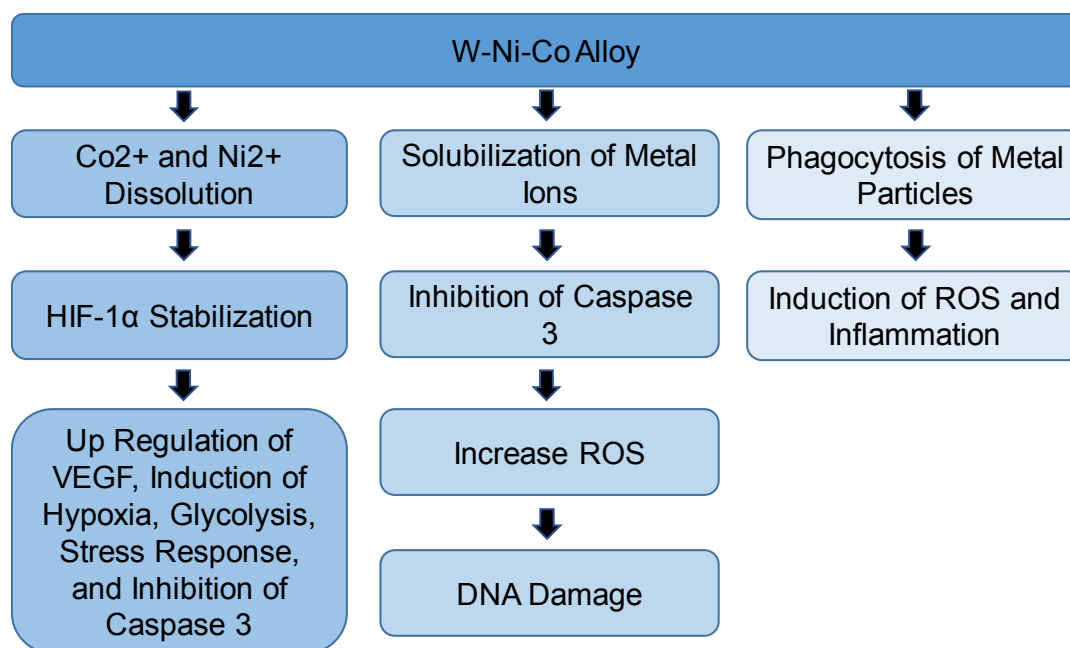 W-Ni-Co Alloy
Co2+ and Ni2+
Dissolution
HIF-1α Stabilization
Up Regulation of
VEGF, Induction of
Hypoxia, Glycolysis,
Stress Response,
and Inhibition of
Caspase 3
Solubilization of Metal
Ions
Inhibition of Caspase
3
Increase ROS
DNA Damage
Phagocytosis of Metal
Particles
Induction of ROS and
Inflammation